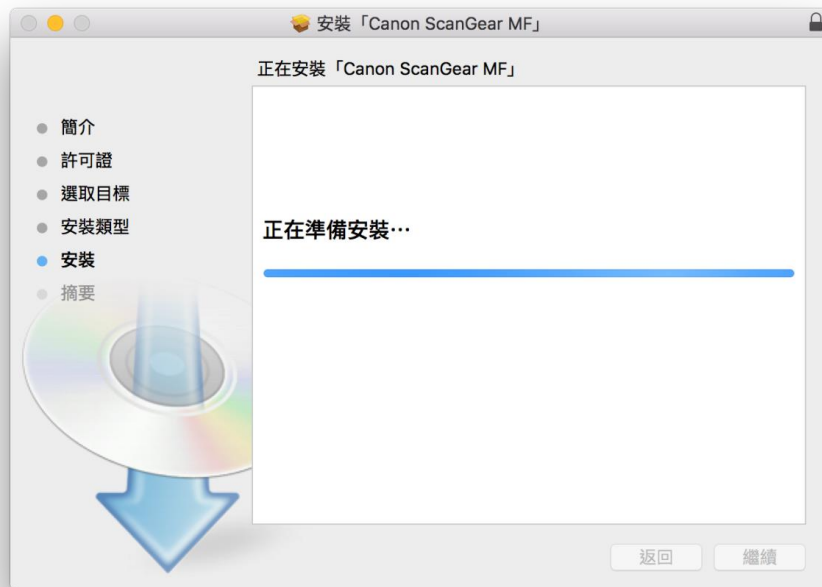 安裝「Canon ScanGear MF」
正在安裝「Canon ScanGear MF」
簡介
許可證
選取目標
安裝類型
安裝
摘要
正在準備安裝⋯
返回
繼續